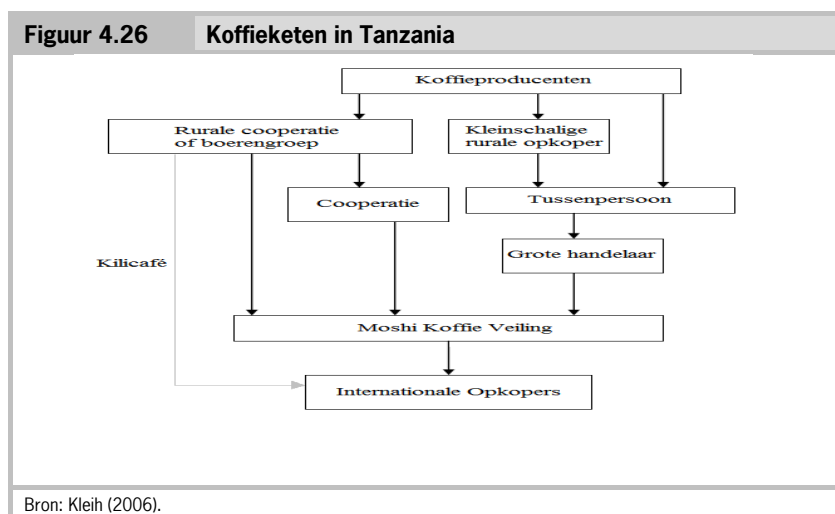 Figuur 4.26 Koffieketen in Tanzania
Koffieproducenten
Rurale cooperatie
of boerengroep
Kleinschalige
rurale opkoper
Cooperatie
Tussenpersoon
Kilicafé
Grote handelaar
Moshi Koffie Veiling
Internationale Opkopers
Bron: Kleih (2006).